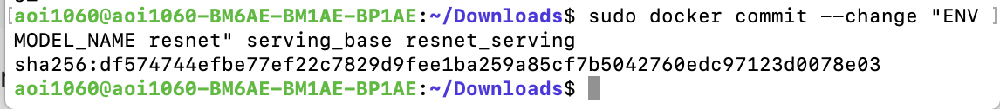 [aoi1060@aoi1060-BM6AE-BM1AE-BP1AE:~/Downloads$ sudo docker commit --change "ENV ]
MODEL_NAME resnet" serving_base resnet_serving
sha256:df574744efbe77ef22c7829d9fee1ba259a85cf7b5042760edc97123d0078e03
aoi1060@aoi1060-BM6AE-BM1AE-BP1AE:~/Downloads$